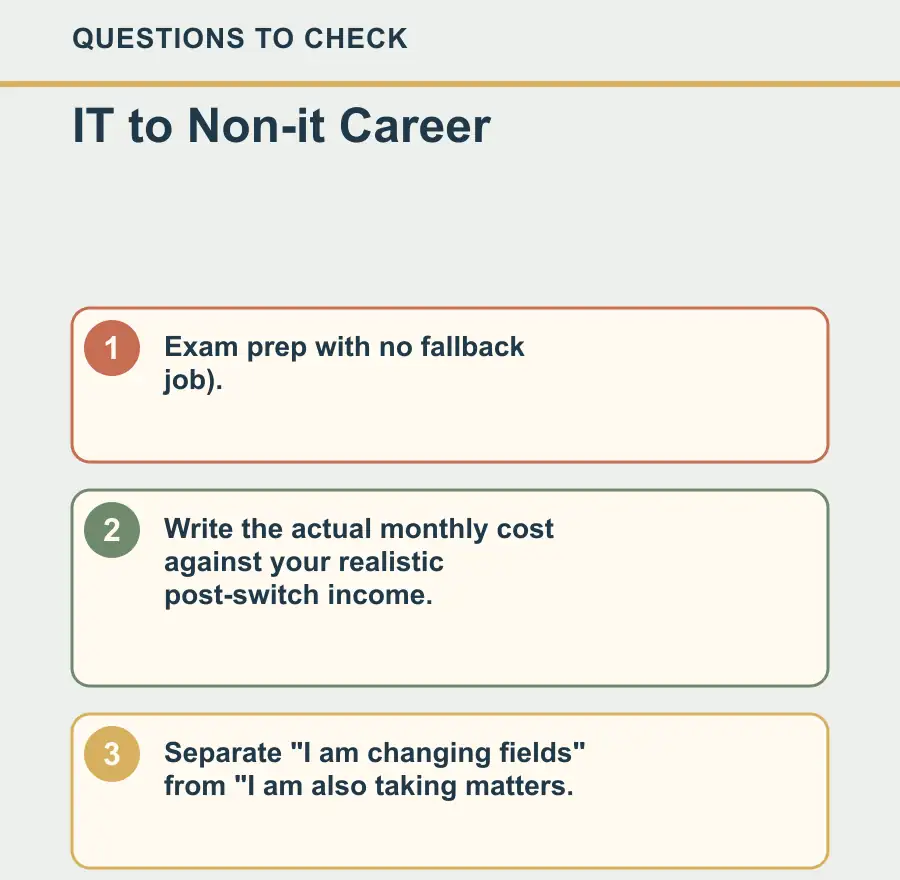 QUESTIONS TO CHECK
IT to Non-it Career
1
Exam prep with no fallback
job).
2
Write the actual monthly cost
against your realistic
post-switch income.
3
Separate "I am changing fields"
from "I am also taking matters.